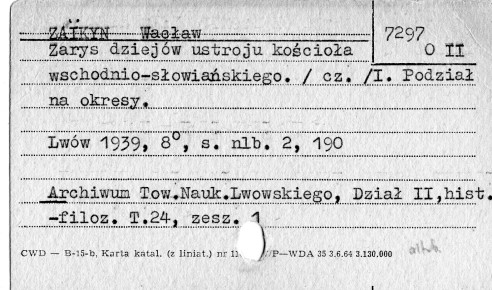 ZAÏKYN Wacław
7297
Zarys dziejów ustroju kościoła
O II
wschodnio-słowiańskiego. / cz. /I. Podział
na okresy.
Lwów 1939, 8°, s. nlb. 2, 190
Archiwum Tow.Nauk.Lwowskiego, Dział II,hist.
-filoz. T.24, zesz. 1
CWD — B-15-b, Karta katal. (z liniat.) nr /P—WDA 35 3.6.64 3.130.000